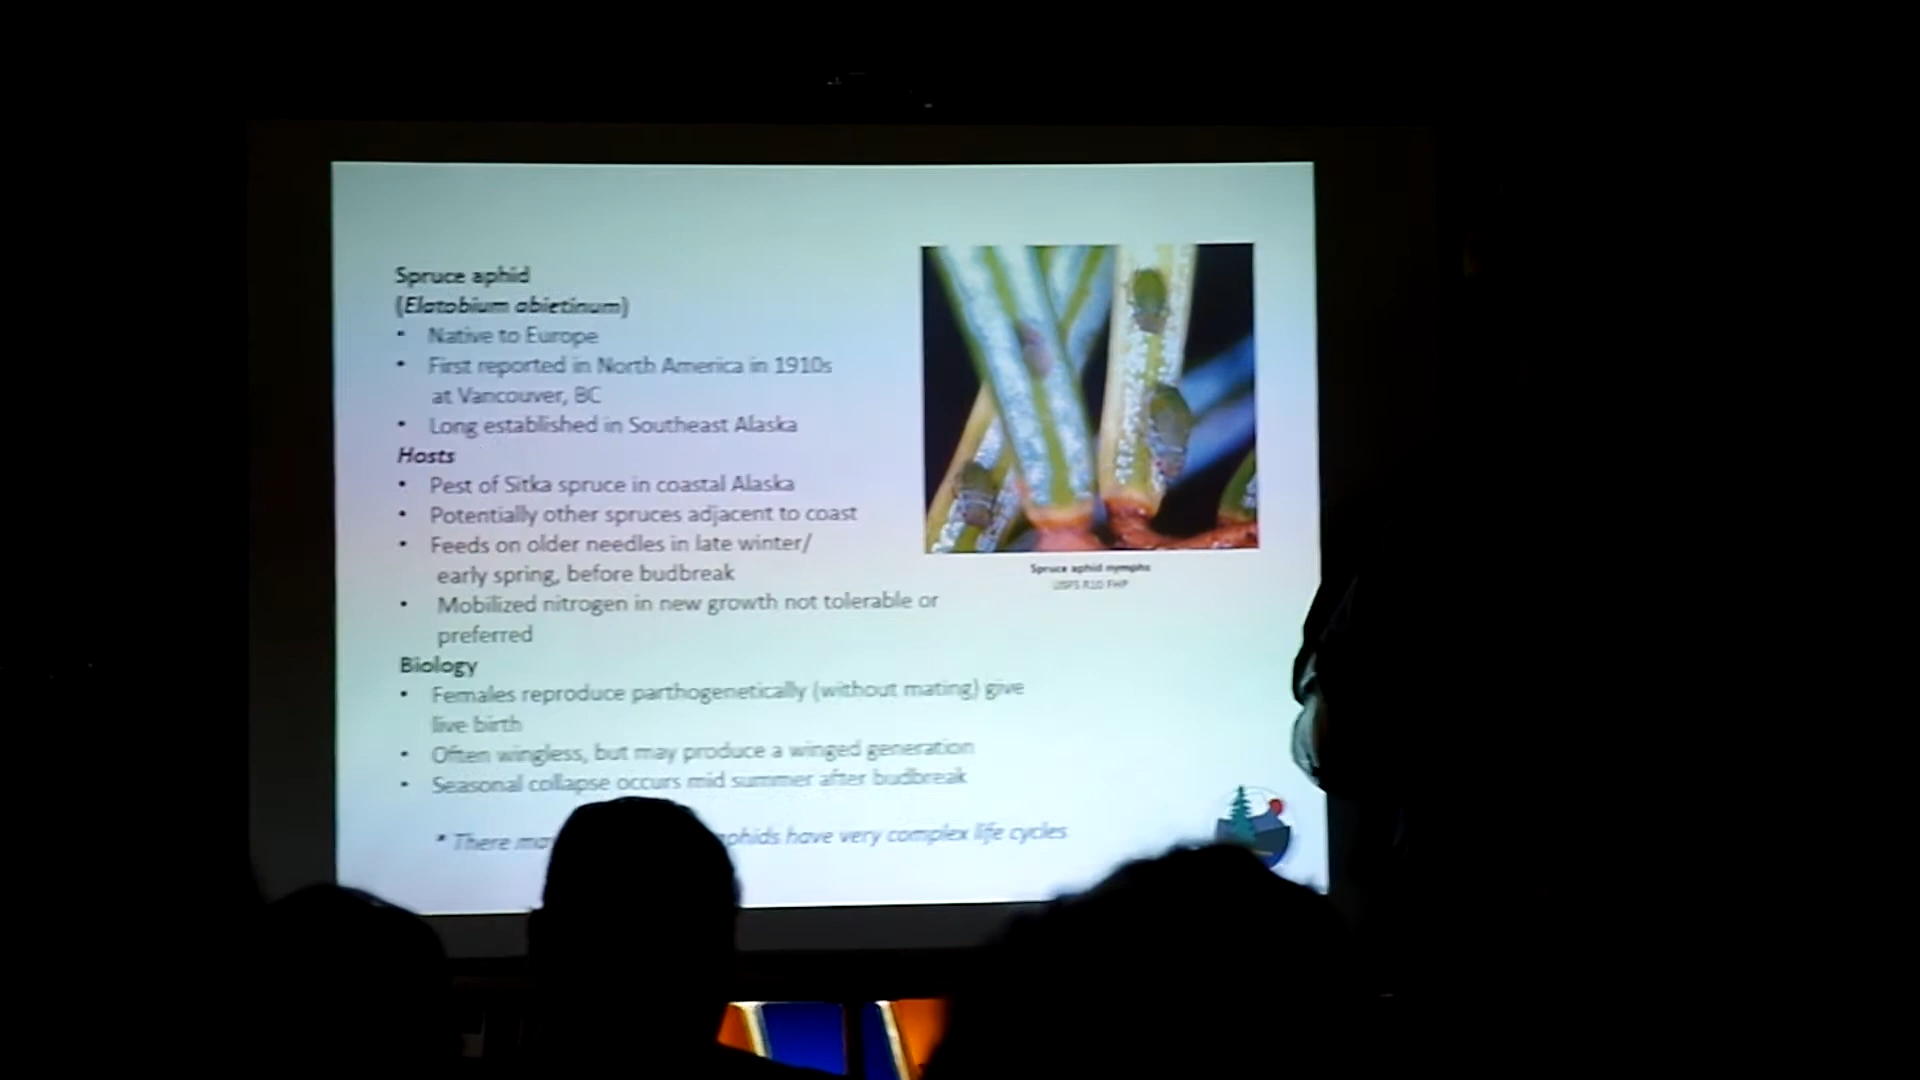 Spruce aphid
(Elatobium abietinum)
• Native to Europe
• First reported in North America in 1910s
at Vancouver, BC
• Long established in Southeast Alaska
Hosts
• Pest of Sitka spruce in coastal Alaska
• Potentially other spruces adjacent to coast
• Feeds on older needles in late winter/
early spring, before budbreak
• Mobilized nitrogen in new growth not tolerable or
preferred
Biology
• Females reproduce parthogenetically (without mating) give
live birth
• Often wingless, but may produce a winged generation
• Seasonal collapse occurs mid summer after budbreak
* There have very complex life cycles
Spruce aphid nymphs
USFS R10 FHP